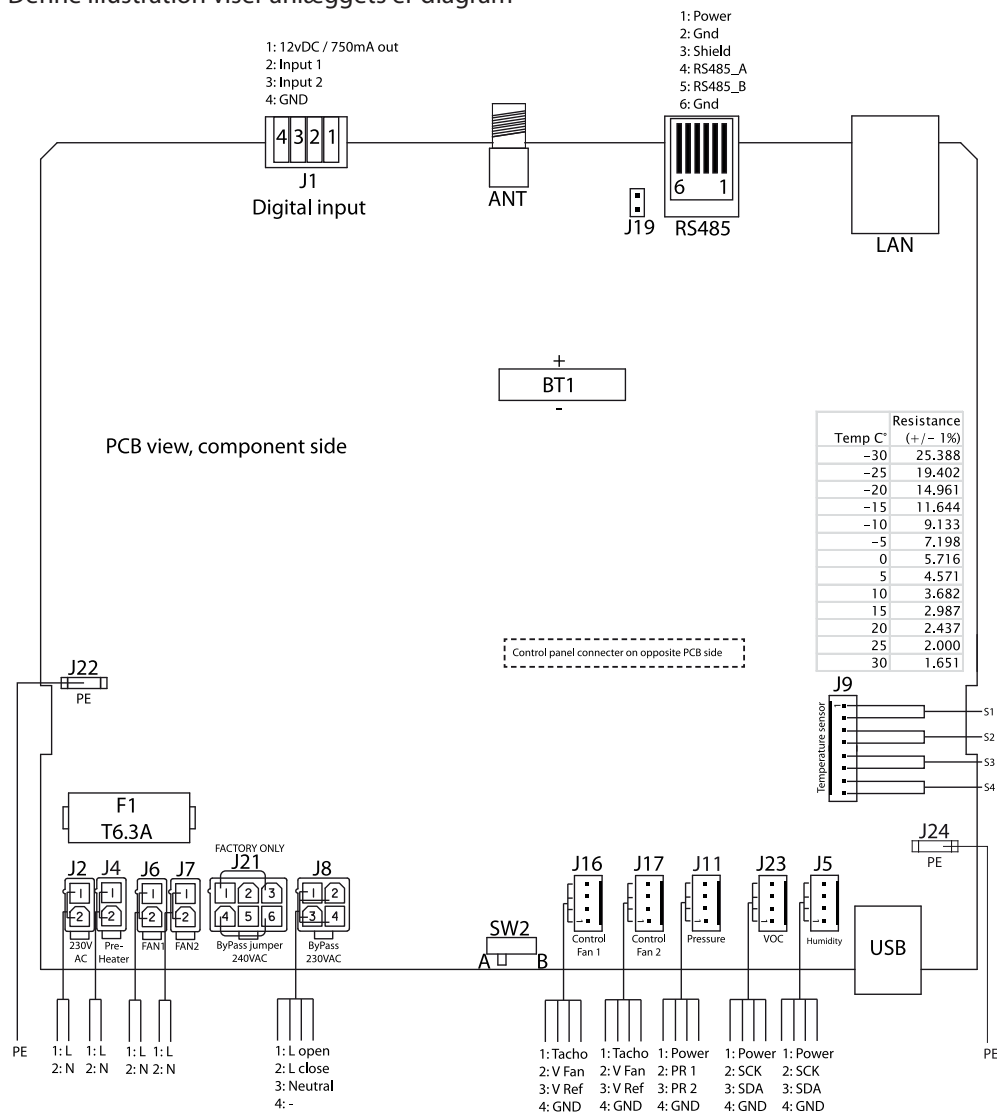 Denne illustration viser anlæggets el-diagram
1: Power
2: Gnd
3: Shield
4: RS485_A
5: RS485_B
6: Gnd
1: 12vDC / 750mA out
2: Input 1
3: Input 2
4: GND
4 3 2 1
J1
Digital input
ANT
J19
6 1
RS485
LAN
+
BT1
-
PCB view, component side
Temp C° Resistance (+/- 1%)
-30 25.388
-25 19.402
-20 14.961
-15 11.644
-10 9.133
-5 7.198
0 5.716
5 4.571
10 3.682
15 2.987
20 2.437
25 2.000
30 1.651
Control panel connecter on opposite PCB side
J22
PE
J9
1
Temperature sensor
S1
S2
S3
S4
F1
T6.3A
J24
PE
J2
1
2
230V
AC
J4
1
2
Pre-
Heater
J6
1
2
FAN1
J7
1
2
FAN2
FACTORY ONLY
J21
1 2 3
4 5 6
ByPass jumper
240VAC
J8
1 2
3 4
ByPass
230VAC
SW2
A B
J16
Control
Fan 1
J17
Control
Fan 2
J11
Pressure
J23
VOC
J5
Humidity
USB
PE
1: L
2: N
1: L
2: N
1: L
2: N
1: L
2: N
1: L open
2: L close
3: Neutral
4: -
1: Tacho
2: V Fan
3: V Ref
4: GND
1: Tacho
2: V Fan
3: V Ref
4: GND
1: Power
2: PR 1
3: PR 2
4: GND
1: Power
2: SCK
3: SDA
4: GND
1: Power
2: SCK
3: SDA
4: GND
PE